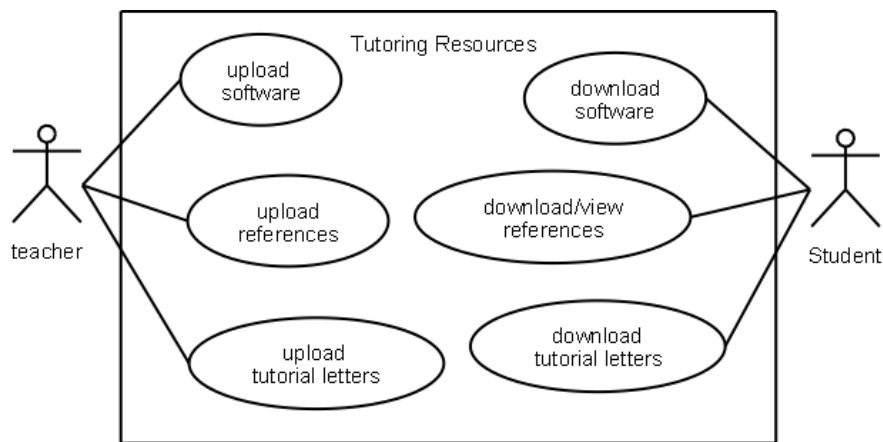 Tutoring Resources
upload
software
download
software
teacher
upload
references
download/view
references
Student
upload
tutorial letters
download
tutorial letters